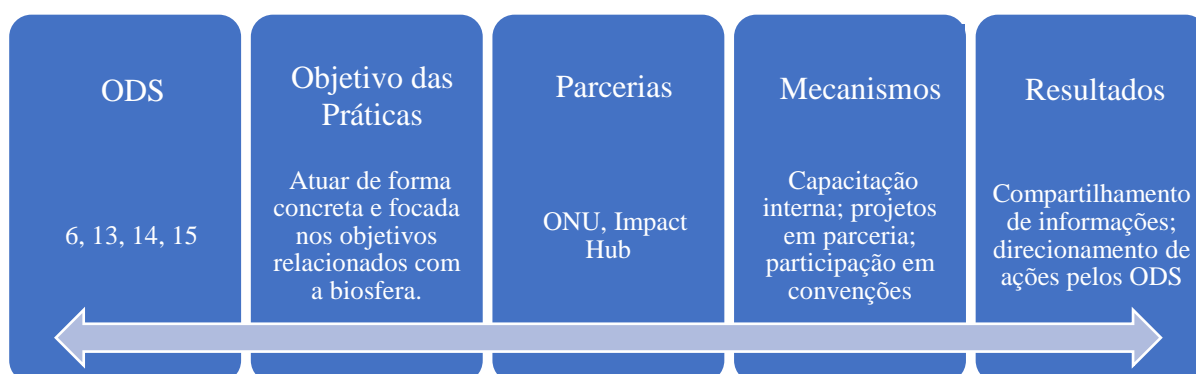 ODS
6, 13, 14, 15
Objetivo das
Práticas
Atuar de forma
concreta e focada
nos objetivos
relacionados com
a biosfera.
Parcerias
ONU, Impact
Hub
Mecanismos
Capacitação
interna; projetos
em parceria;
participação em
convenções
Resultados
Compartilhamento
de informações;
direcionamento de
ações pelos ODS